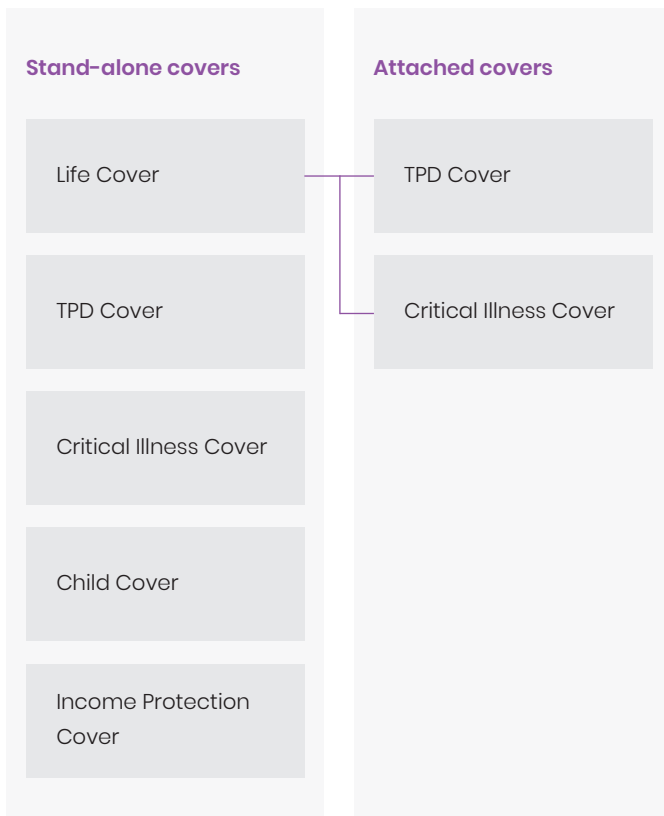 Stand-alone covers
Life Cover
TPD Cover
Critical Illness Cover
Child Cover
Income Protection
Cover
Attached covers
TPD Cover
Critical Illness Cover